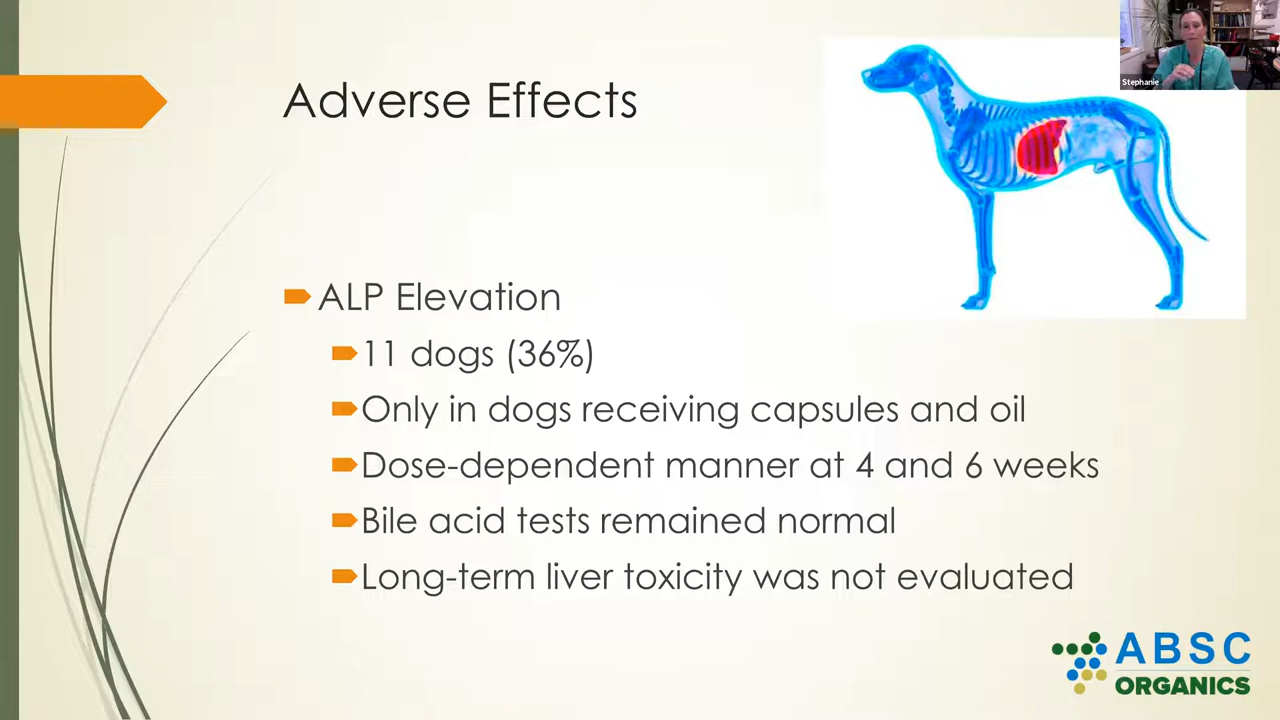 Stephanie
Adverse Effects
ALP Elevation
11 dogs (36%)
Only in dogs receiving capsules and oil
Dose-dependent manner at 4 and 6 weeks
Bile acid tests remained normal
Long-term liver toxicity was not evaluated
ABSC
ORGANICS